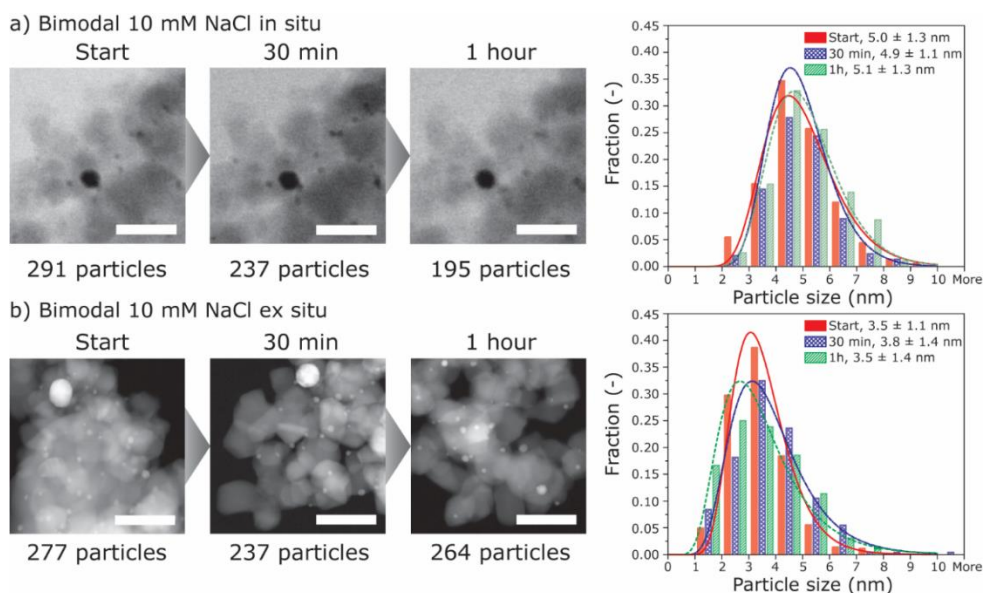 a) Bimodal 10 mM NaCl in situ
Start
30 min
1 hour
291 particles
237 particles
195 particles
Fraction (-)
0.45
0.40
0.35
0.30
0.25
0.20
0.15
0.10
0.05
0.00
Start, 5.0 ± 1.3 nm
30 min, 4.9 ± 1.1 nm
1h, 5.1 ± 1.3 nm
0 1 2 3 4 5 6 7 8 9 10 More
Particle size (nm)
b) Bimodal 10 mM NaCl ex situ
Start
30 min
1 hour
277 particles
237 particles
264 particles
Fraction (-)
0.45
0.40
0.35
0.30
0.25
0.20
0.15
0.10
0.05
0.00
Start, 3.5 ± 1.1 nm
30 min, 3.8 ± 1.4 nm
1h, 3.5 ± 1.4 nm
0 1 2 3 4 5 6 7 8 9 10 More
Particle size (nm)